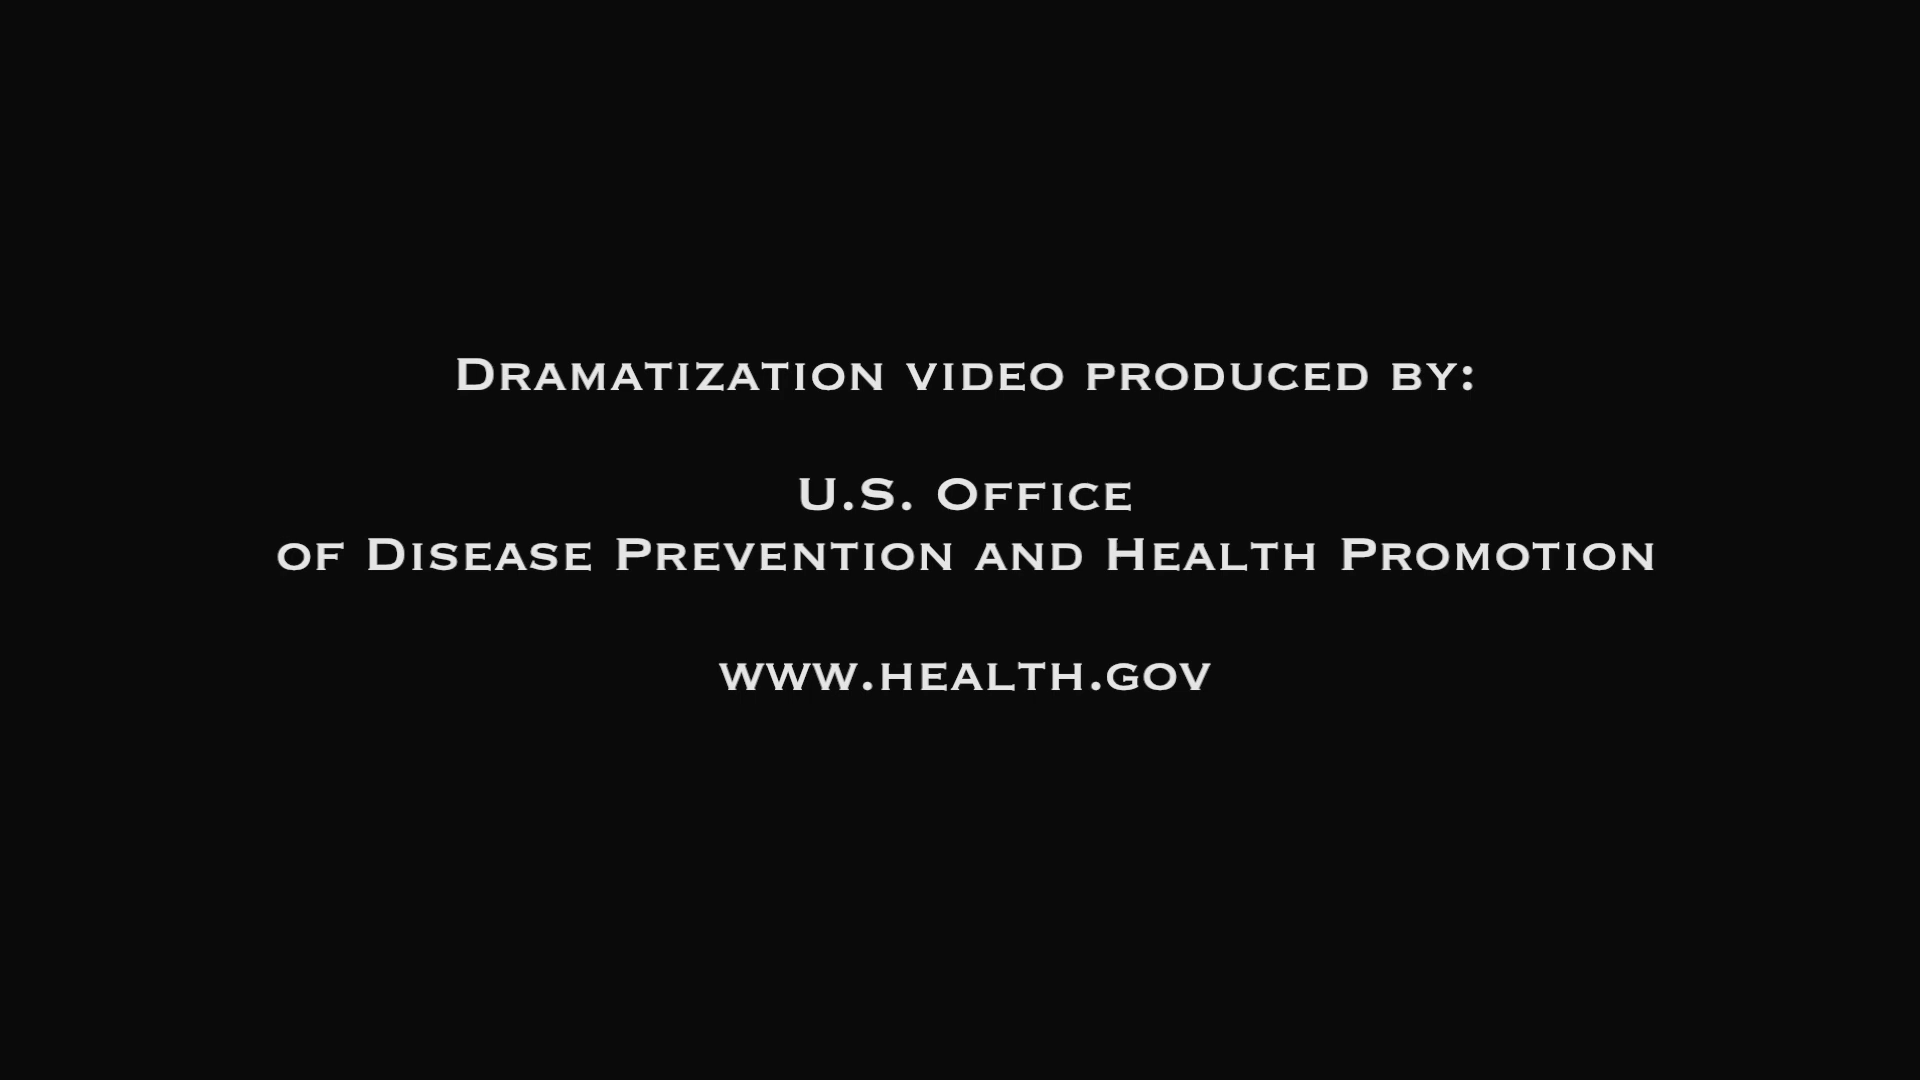 Dramatization video produced by:
U.S. Office
of Disease Prevention and Health Promotion
www.health.gov